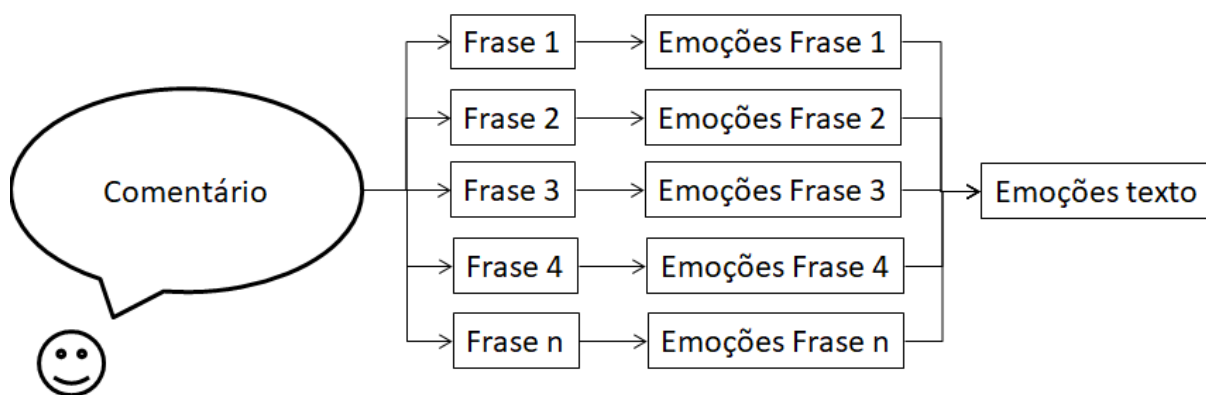 Comentário
Frase 1
Emoções Frase 1
Frase 2
Emoções Frase 2
Frase 3
Emoções Frase 3
Frase 4
Emoções Frase 4
Frase n
Emoções Frase n
Emoções texto